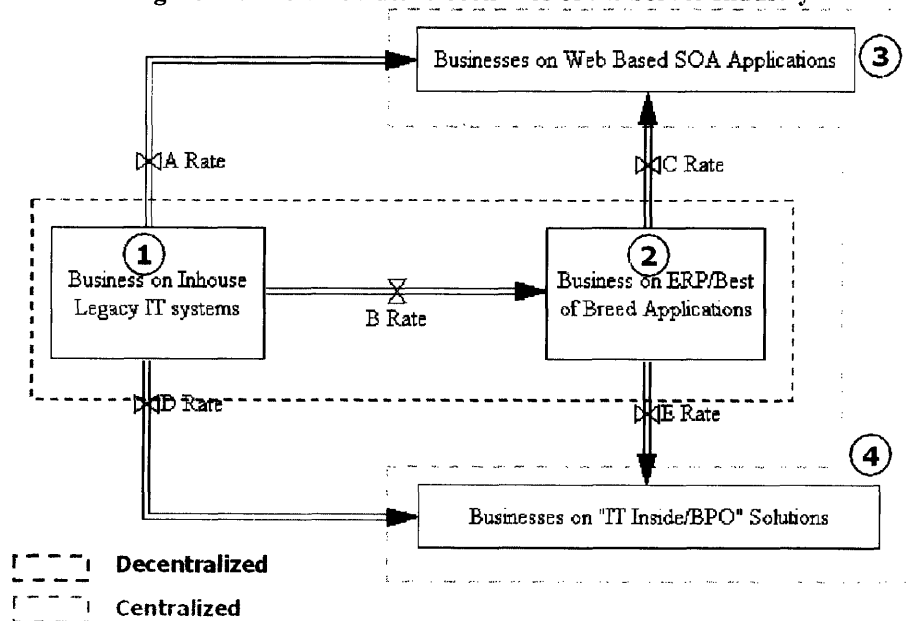 Businesses on Web Based SOA Applications
3
A Rate
C Rate
1
Business on Inhouse
Legacy IT systems
2
Business on ERP/Best
of Breed Applications
B Rate
D Rate
E Rate
4
Businesses on "IT Inside/BPO" Solutions
Decentralized
Centralized